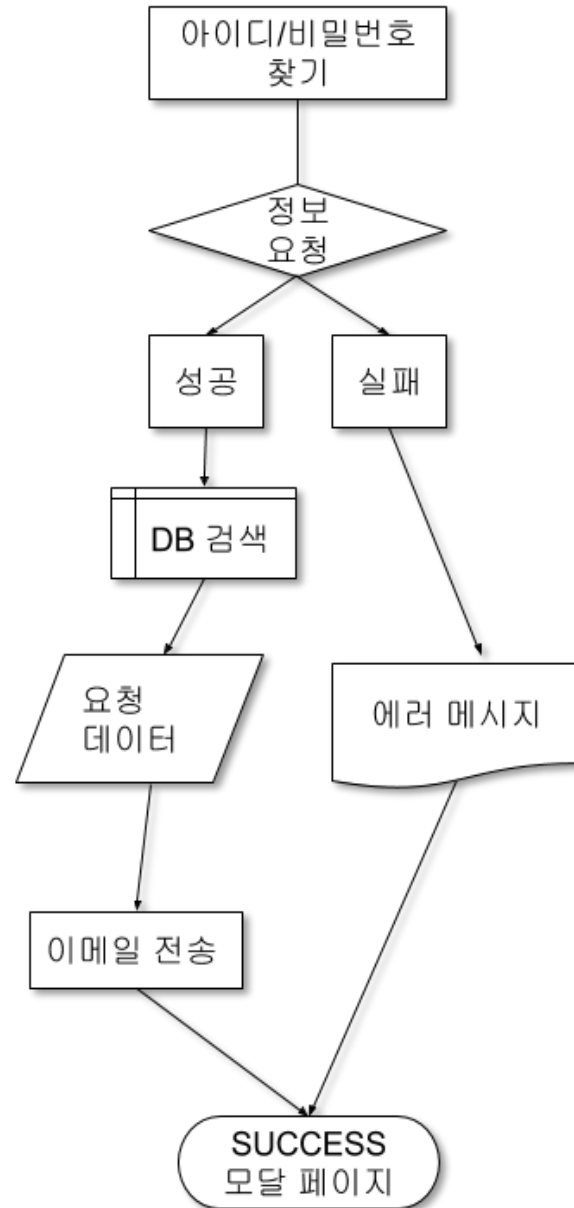 아이디/비밀번호
찾기
정보
요청
성공
실패
DB 검색
요청
데이터
에러 메시지
이메일 전송
SUCCESS
모달 페이지